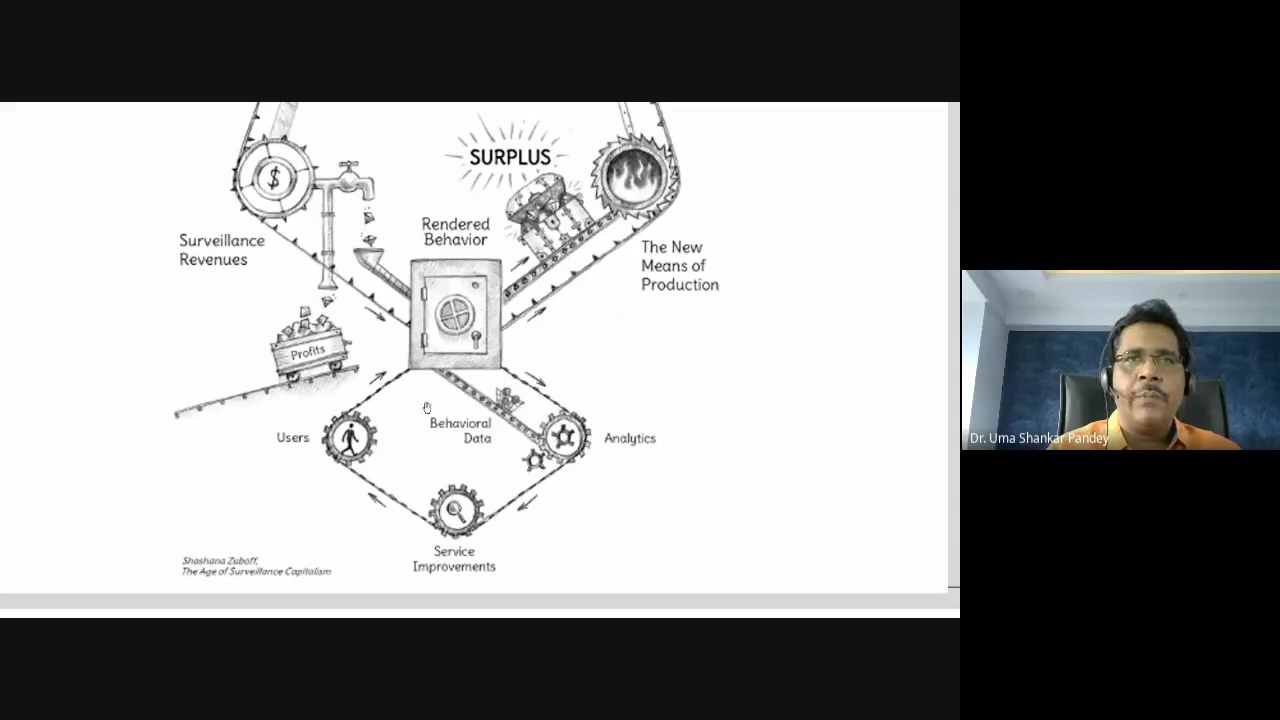 SURPLUS
$
Rendered
Behavior
Surveillance
Revenues
The New
Means of
Production
Profits
Users
Behavioral
Data
Analytics
Service
Improvements
Shoshana Zuboff,
The Age of Surveillance Capitalism
Dr. Uma Shankar Pandey